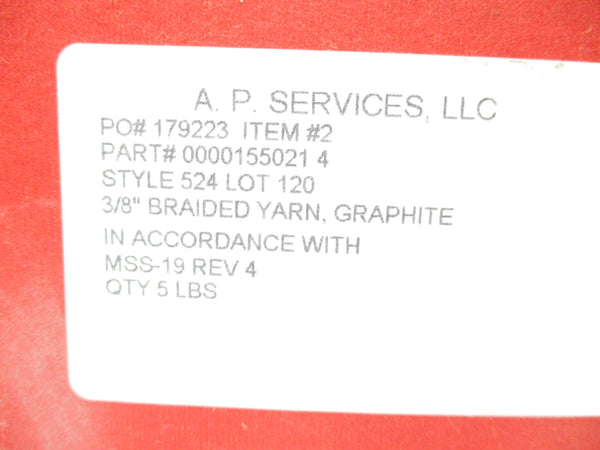 A. P. SERVICES, LLC
PO# 179223 ITEM #2
PART# 0000155021 4
STYLE 524 LOT 120
3/8" BRAIDED YARN, GRAPHITE
IN ACCORDANCE WITH
MSS-19 REV 4
QTY 5 LBS